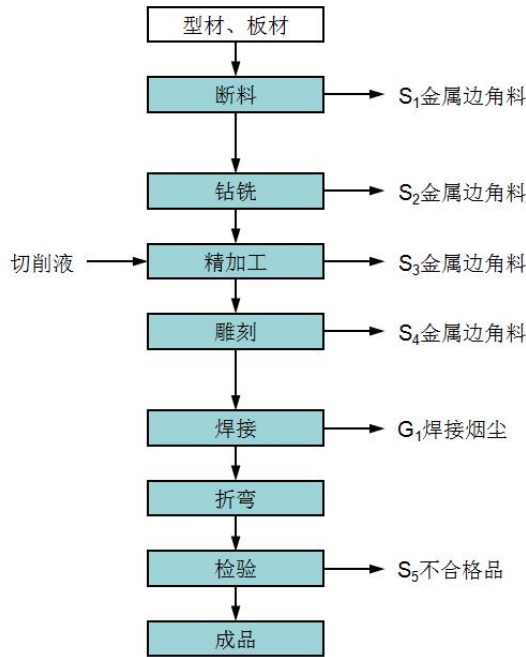 型材、板材
断料
S₁金属边角料
钻铣
S₂金属边角料
切削液
精加工
S₃金属边角料
雕刻
S₄金属边角料
焊接
G₁焊接烟尘
折弯
检验
S₅不合格品
成品